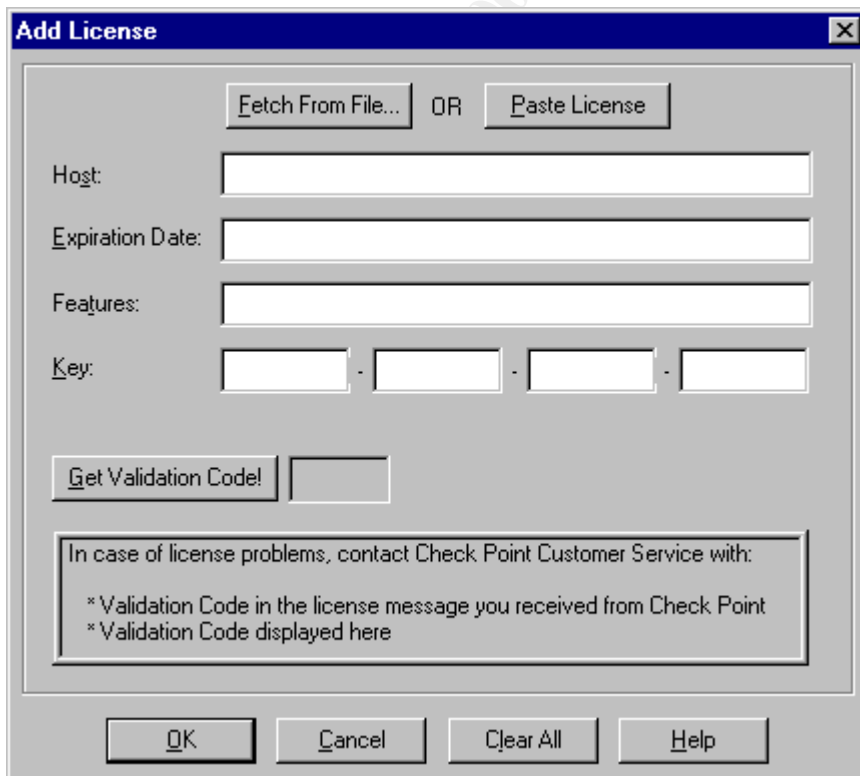 Add License
Fetch From File... OR Paste License
Host:
Expiration Date:
Features:
Key: - - -
Get Validation Code!
In case of license problems, contact Check Point Customer Service with:
* Validation Code in the license message you received from Check Point
* Validation Code displayed here
OK Cancel Clear All Help